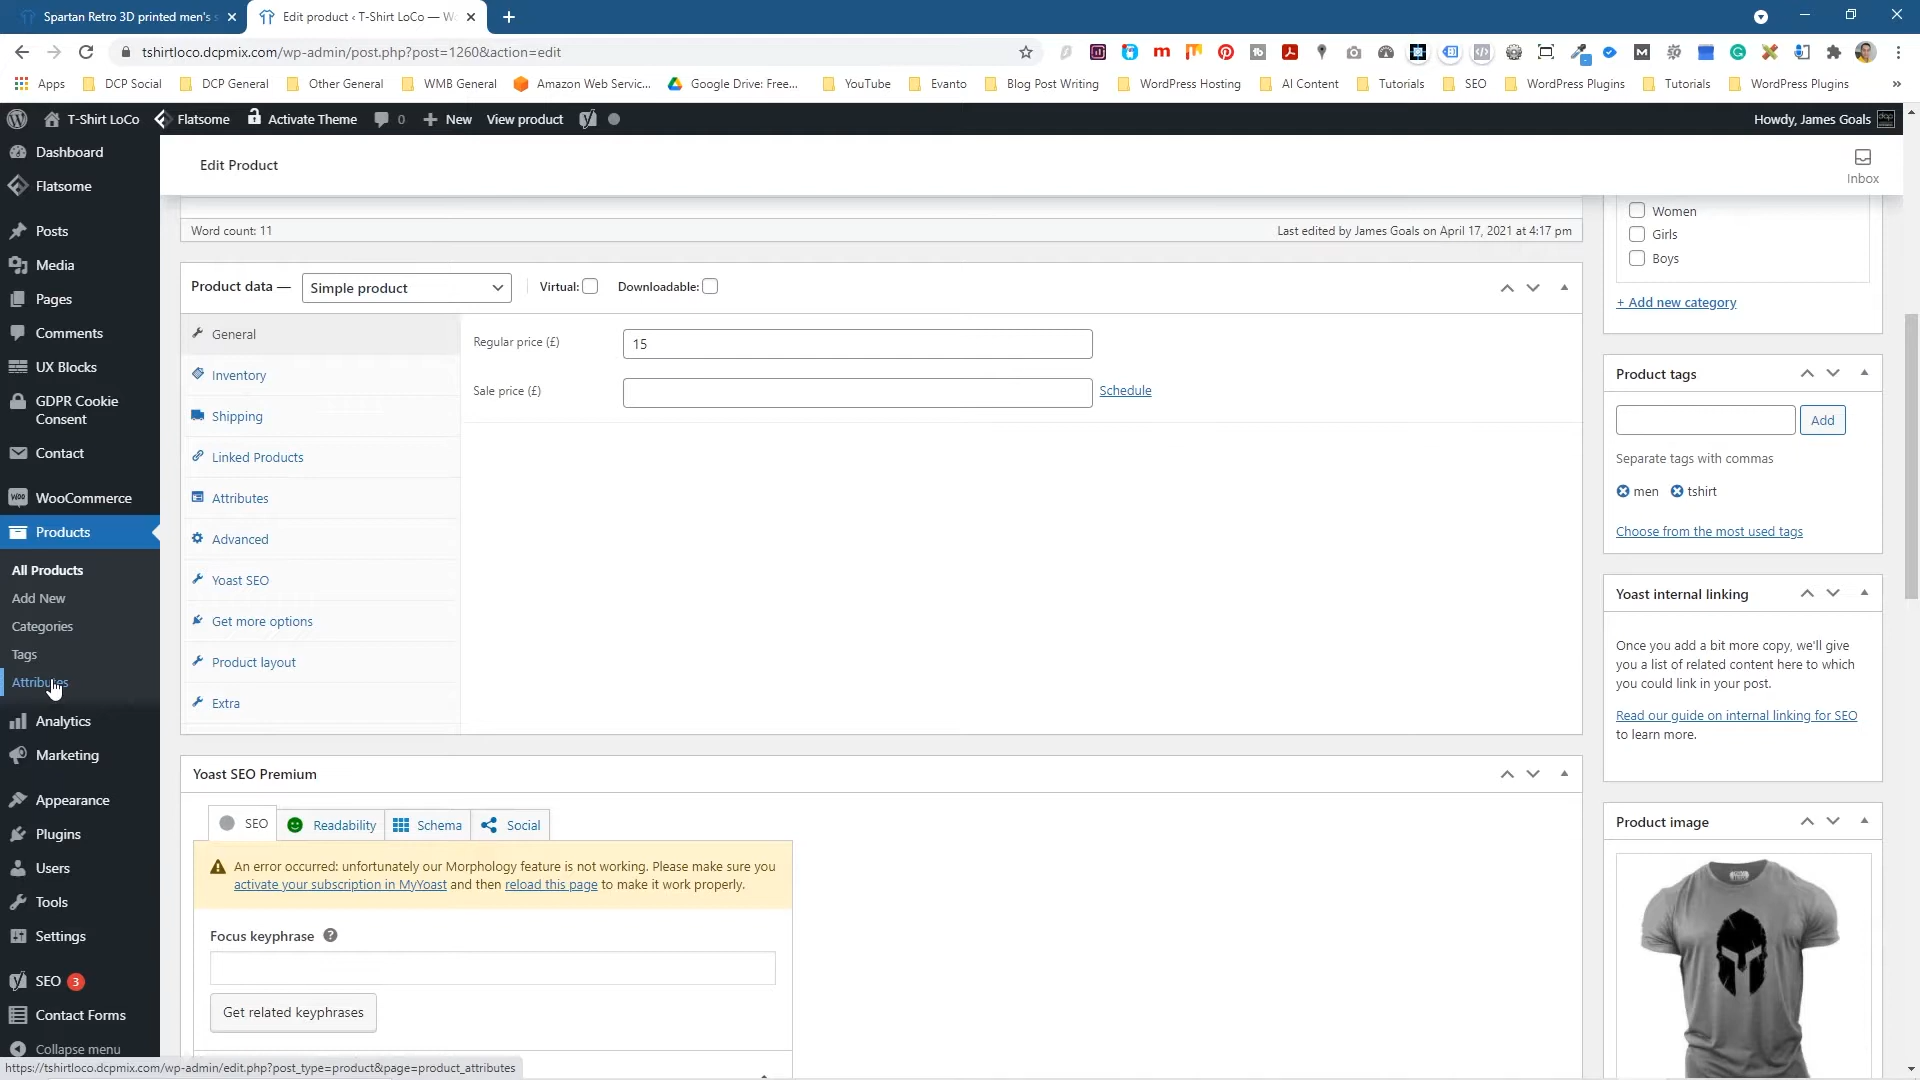 Spartan Retro 3D printed men's s
Edit product ‹ T-Shirt LoCo — W
tshirtloco.dcpmix.com/wp-admin/post.php?post=1260&action=edit
Apps
DCP Social
DCP General
Other General
WMB General
Amazon Web Servic...
Google Drive: Free...
YouTube
Evanto
Blog Post Writing
WordPress Hosting
AI Content
Tutorials
SEO
WordPress Plugins
Tutorials
WordPress Plugins
»
T-Shirt LoCo
Flatsome
Activate Theme
0
New
View product
Howdy, James Goals
Dashboard
Flatsome
Posts
Media
Pages
Comments
UX Blocks
GDPR Cookie
Consent
Contact
WooCommerce
Products
All Products
Add New
Categories
Tags
Attributes
Analytics
Marketing
Appearance
Plugins
Users
Tools
Settings
SEO 3
Contact Forms
Collapse menu
Edit Product
Inbox
Word count: 11
Last edited by James Goals on April 17, 2021 at 4:17 pm
Product data —
Simple product
Virtual:
Downloadable:
General
Inventory
Shipping
Linked Products
Attributes
Advanced
Yoast SEO
Get more options
Product layout
Extra
Regular price (£)
15
Sale price (£)
Schedule
Yoast SEO Premium
SEO
Readability
Schema
Social
An error occurred: unfortunately our Morphology feature is not working. Please make sure you
activate your subscription in MyYoast and then reload this page to make it work properly.
Focus keyphrase
Get related keyphrases
Women
Girls
Boys
+ Add new category
Product tags
Add
Separate tags with commas
men
tshirt
Choose from the most used tags
Yoast internal linking
Once you add a bit more copy, we'll give
you a list of related content here to which
you could link in your post.
Read our guide on internal linking for SEO
to learn more.
Product image
https://tshirtloco.dcpmix.com/wp-admin/edit.php?post_type=product&page=product_attributes